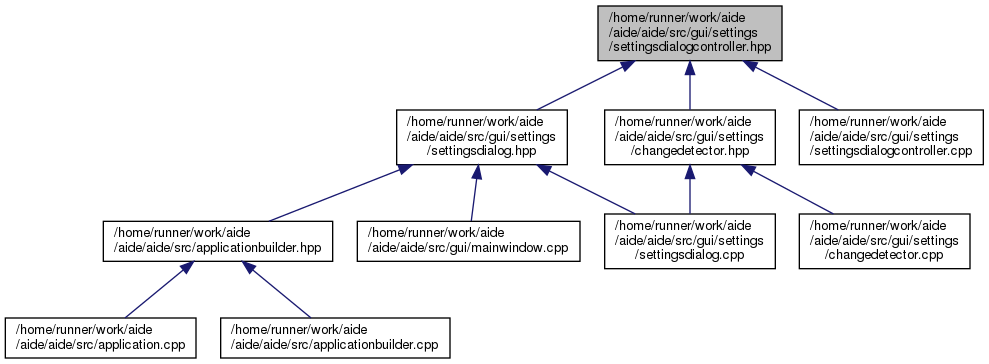 /home/runner/work/aide
/aide/aide/src/gui/settings
/settingsdialogcontroller.hpp
/home/runner/work/aide
/aide/aide/src/gui/settings
/settingsdialog.hpp
/home/runner/work/aide
/aide/aide/src/gui/settings
/changedetector.hpp
/home/runner/work/aide
/aide/aide/src/gui/settings
/settingsdialogcontroller.cpp
/home/runner/work/aide
/aide/aide/src/applicationbuilder.hpp
/home/runner/work/aide
/aide/aide/src/gui/mainwindow.cpp
/home/runner/work/aide
/aide/aide/src/gui/settings
/settingsdialog.cpp
/home/runner/work/aide
/aide/aide/src/gui/settings
/changedetector.cpp
/home/runner/work/aide
/aide/aide/src/application.cpp
/home/runner/work/aide
/aide/aide/src/applicationbuilder.cpp